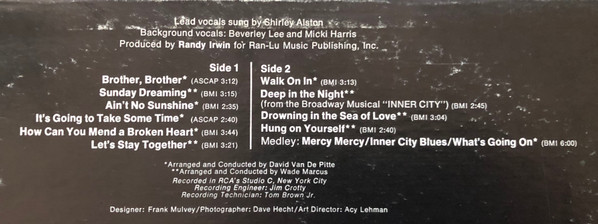 Lead vocals sung by Shirley Alston
Background vocals: Beverley Lee and Micki Harris
Produced by Randy Irwin for Ran-Lu Music Publishing, Inc.
Side 1
Brother, Brother* (ASCAP 3:12)
Sunday Dreaming** (BMI 3:15)
Ain't No Sunshine* (BMI 2:35)
It's Going to Take Some Time* (ASCAP 2:40)
How Can You Mend a Broken Heart* (BMI 3:44)
Let's Stay Together** (BMI 3:21)
Side 2
Walk On In* (BMI 3:13)
Deep in the Night**
(from the Broadway Musical "INNER CITY") (BMI 2:45)
Drowning in the Sea of Love** (BMI 3:04)
Hung on Yourself** (BMI 2:40)
Medley: Mercy Mercy/Inner City Blues/What's Going On* (BMI 6:00)
*Arranged and Conducted by David Van De Pitte
**Arranged and Conducted by Wade Marcus
Recorded in RCA's Studio C, New York City
Recording Engineer: Jim Crotty
Recording Technician: Tom Brown Jr.
Designer: Frank Mulvey/Photographer: Dave Hecht/Art Director: Acy Lehman